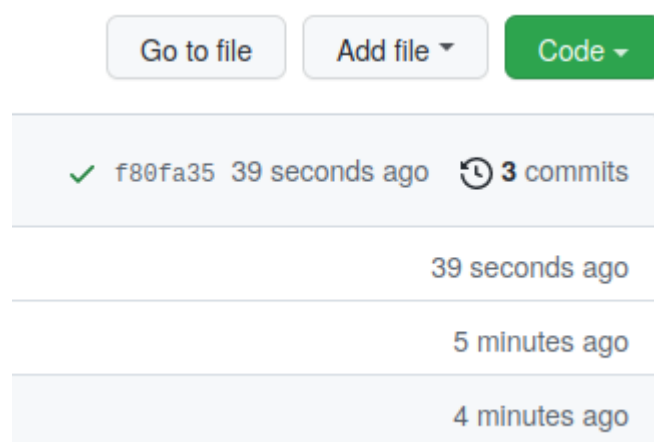 Go to file Add file Code
f80fa35 39 seconds ago 3 commits
39 seconds ago
5 minutes ago
4 minutes ago